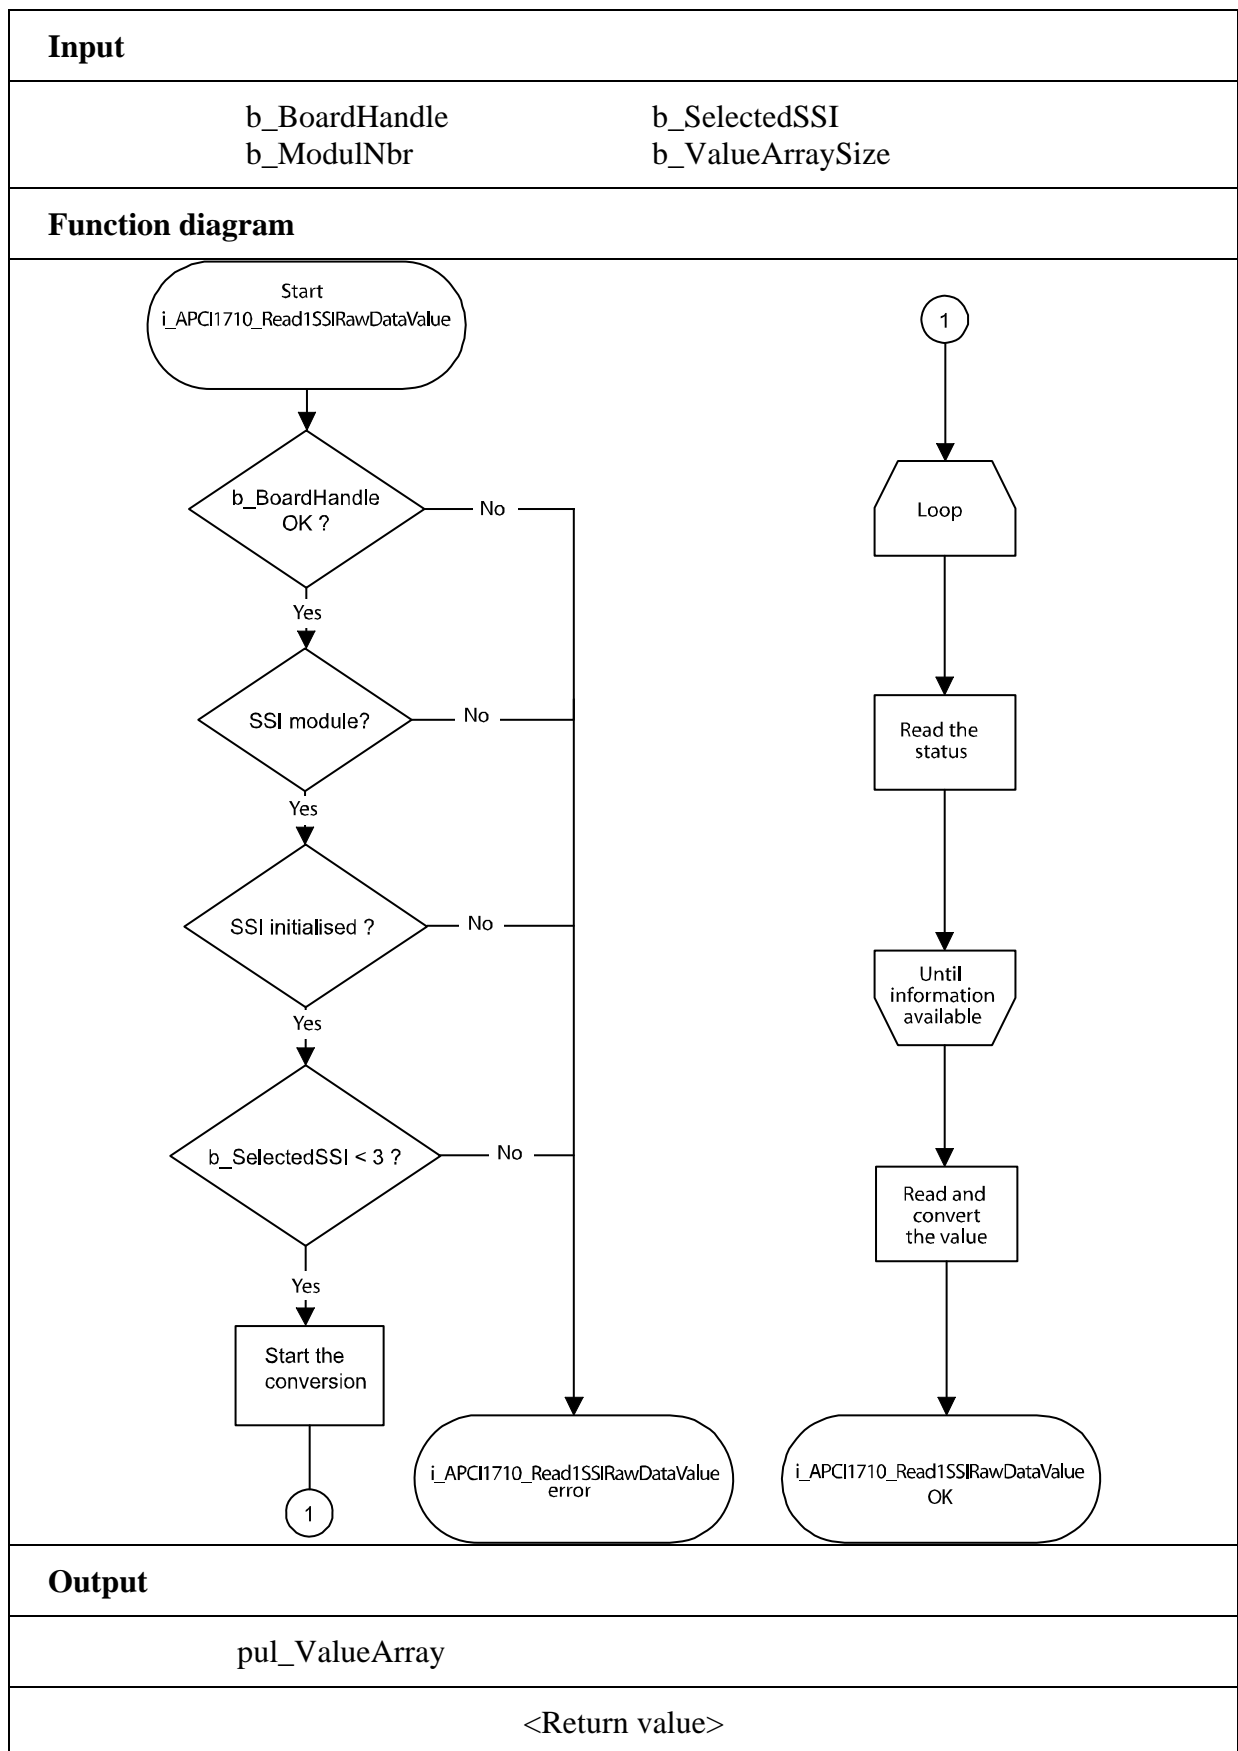 Input
b_BoardHandle b_SelectedSSI
b_ModulNbr b_ValueArraySize
Function diagram
Start
i_APCI1710_Read1SSIRawDataValue
b_BoardHandle
OK ?
No
Yes
SSI module?
No
Yes
SSI initialised ?
No
Yes
b_SelectedSSI < 3 ?
No
Yes
Start the
conversion
1
i_APCI1710_Read1SSIRawDataValue
error
1
Loop
Read the
status
Until
information
available
Read and
convert
the value
i_APCI1710_Read1SSIRawDataValue
OK
Output
pul_ValueArray
<Return value>